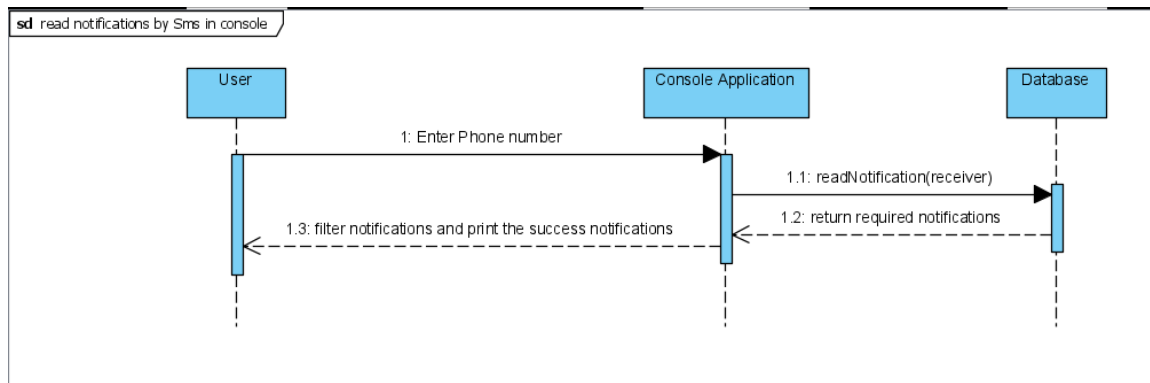 sd read notifications by Sms in console
User
Console Application
Database
1: Enter Phone number
1.1: readNotification(receiver)
1.2: return required notifications
1.3: filter notifications and print the success notifications